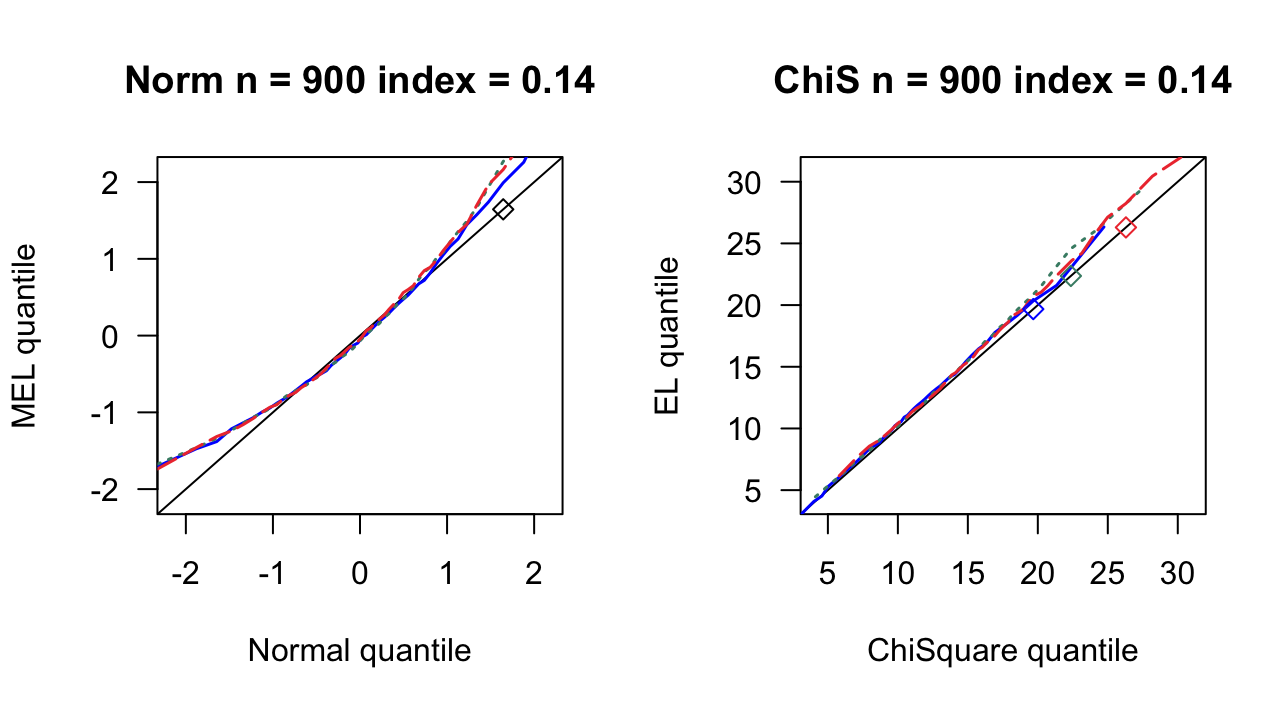 Norm n = 900 index = 0.14
MEL quantile
2
1
0
-1
-2
-2 -1 0 1 2
Normal quantile
ChiS n = 900 index = 0.14
EL quantile
30
25
20
15
10
5
5 10 15 20 25 30
ChiSquare quantile